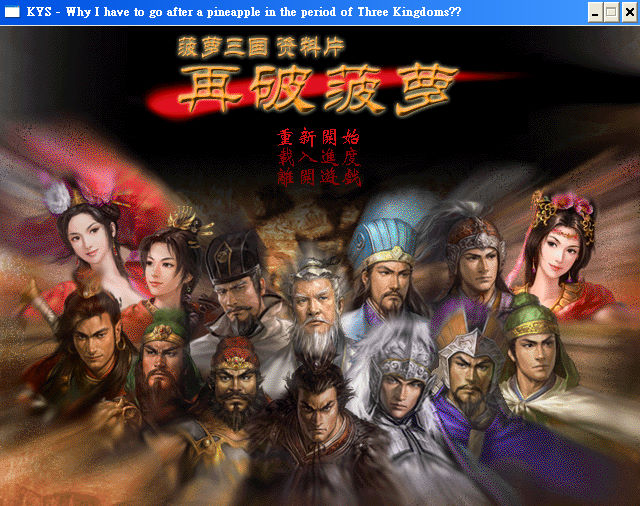 KYS - Why I have to go after a pineapple in the period of Three Kingdoms??
菠萝三国 资料片
再破菠萝
重新開始
載入進度
離開遊戲